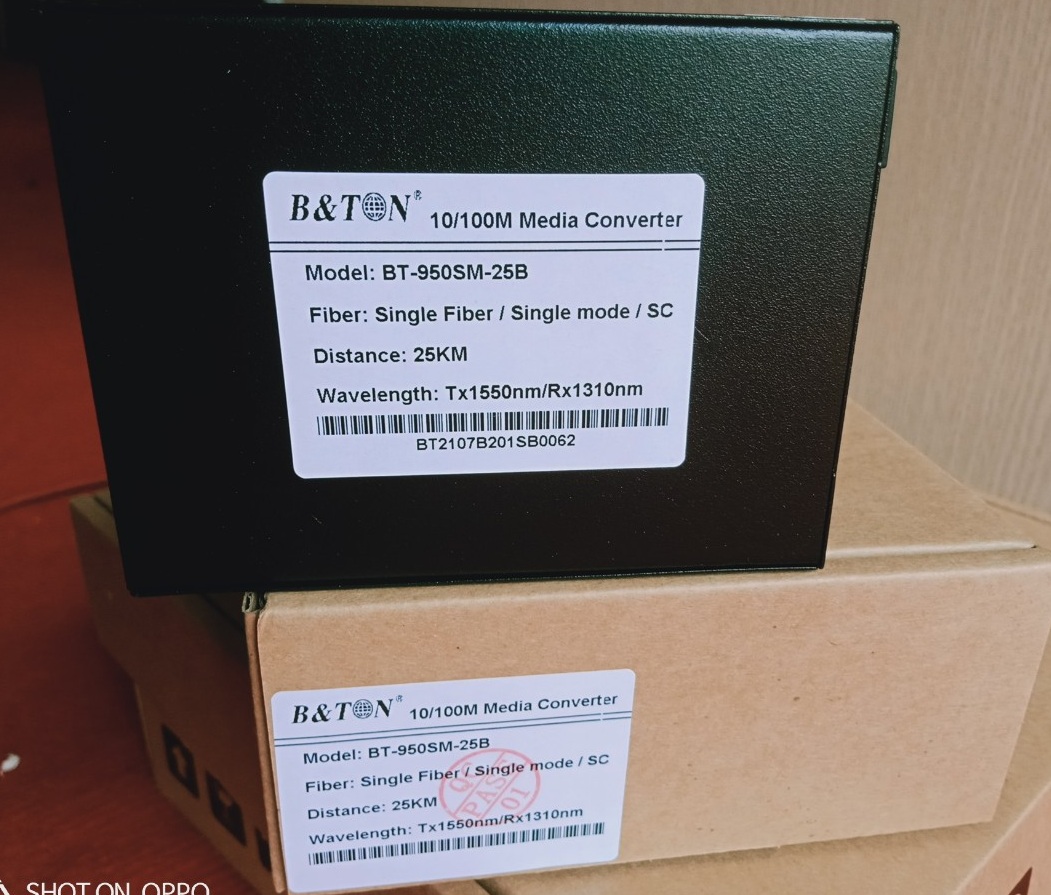 B&TON® 10/100M Media Converter
Model: BT-950SM-25B
Fiber: Single Fiber / Single mode / SC
Distance: 25KM
Wavelength: Tx1550nm/Rx1310nm
BT2107B201SB0062
B&TON® 10/100M Media Converter
Model: BT-950SM-25B
Fiber: Single Fiber / Single mode / SC
Distance: 25KM
Wavelength: Tx1550nm/Rx1310nm
QC
PASS
01
SHOT ON OPPO